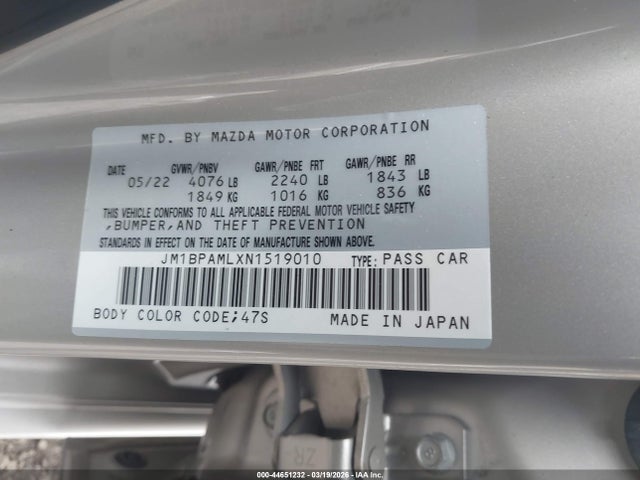 MFD. BY MAZDA MOTOR CORPORATION
DATE GVWR/PNBV GAWR/PNBE FRT GAWR/PNBE RR
05/22 4076 LB 2240 LB 1843 LB
1849 KG 1016 KG 836 KG
THIS VEHICLE CONFORMS TO ALL APPLICABLE FEDERAL MOTOR VEHICLE SAFETY
,BUMPER,AND THEFT PREVENTION
STANDARDS IN EFFECT ON THE DATE OF MANUFACTURE SHOWN ABOVE.
JM1BPAMLXN1519010 TYPE: PASS CAR
BODY COLOR CODE;47S MADE IN JAPAN
ZR
000-44651232 - 03/19/2026 - IAA Inc.